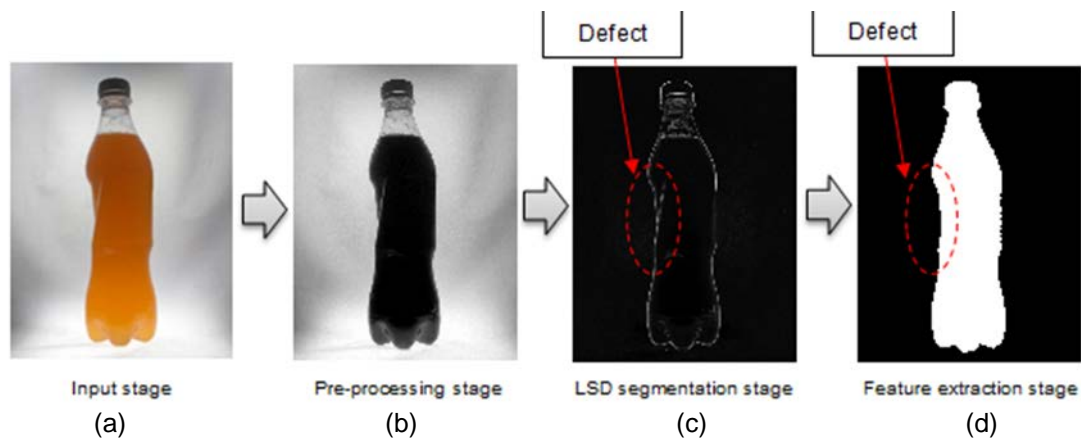 Defect
Defect
Input stage
Pre-processing stage
LSD segmentation stage
Feature extraction stage
(a)
(b)
(c)
(d)